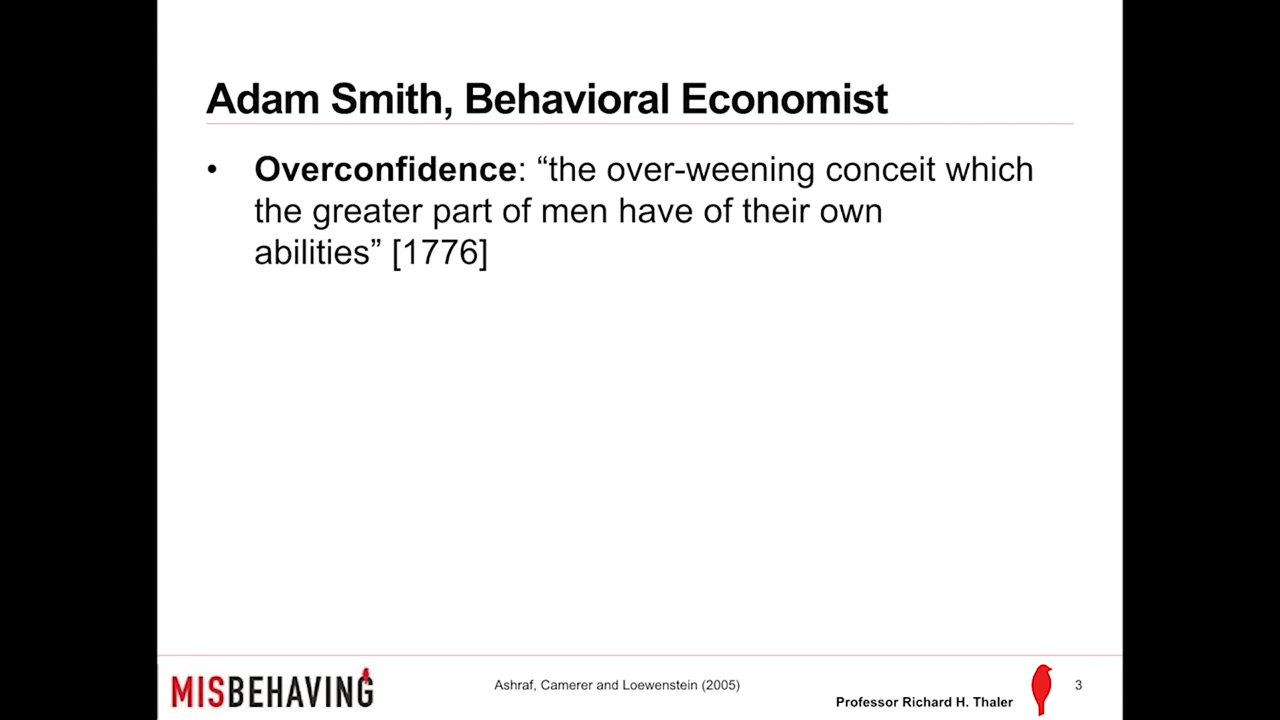 Adam Smith, Behavioral Economist
• Overconfidence: “the over-weening conceit which
the greater part of men have of their own
abilities” [1776]
MISBEHAVING
Ashraf, Camerer and Loewenstein (2005)
Professor Richard H. Thaler
3